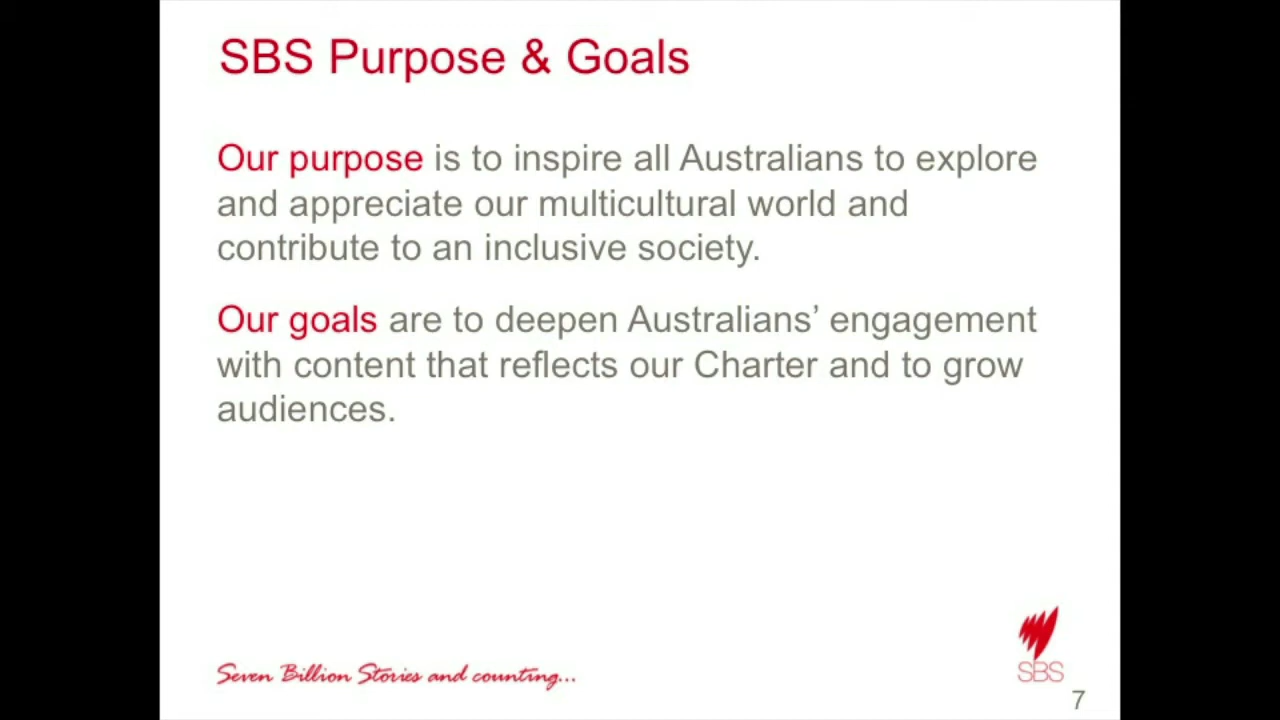 SBS Purpose & Goals
Our purpose is to inspire all Australians to explore
and appreciate our multicultural world and
contribute to an inclusive society.
Our goals are to deepen Australians’ engagement
with content that reflects our Charter and to grow
audiences.
Seven Billion Stories and counting...
SBS
7